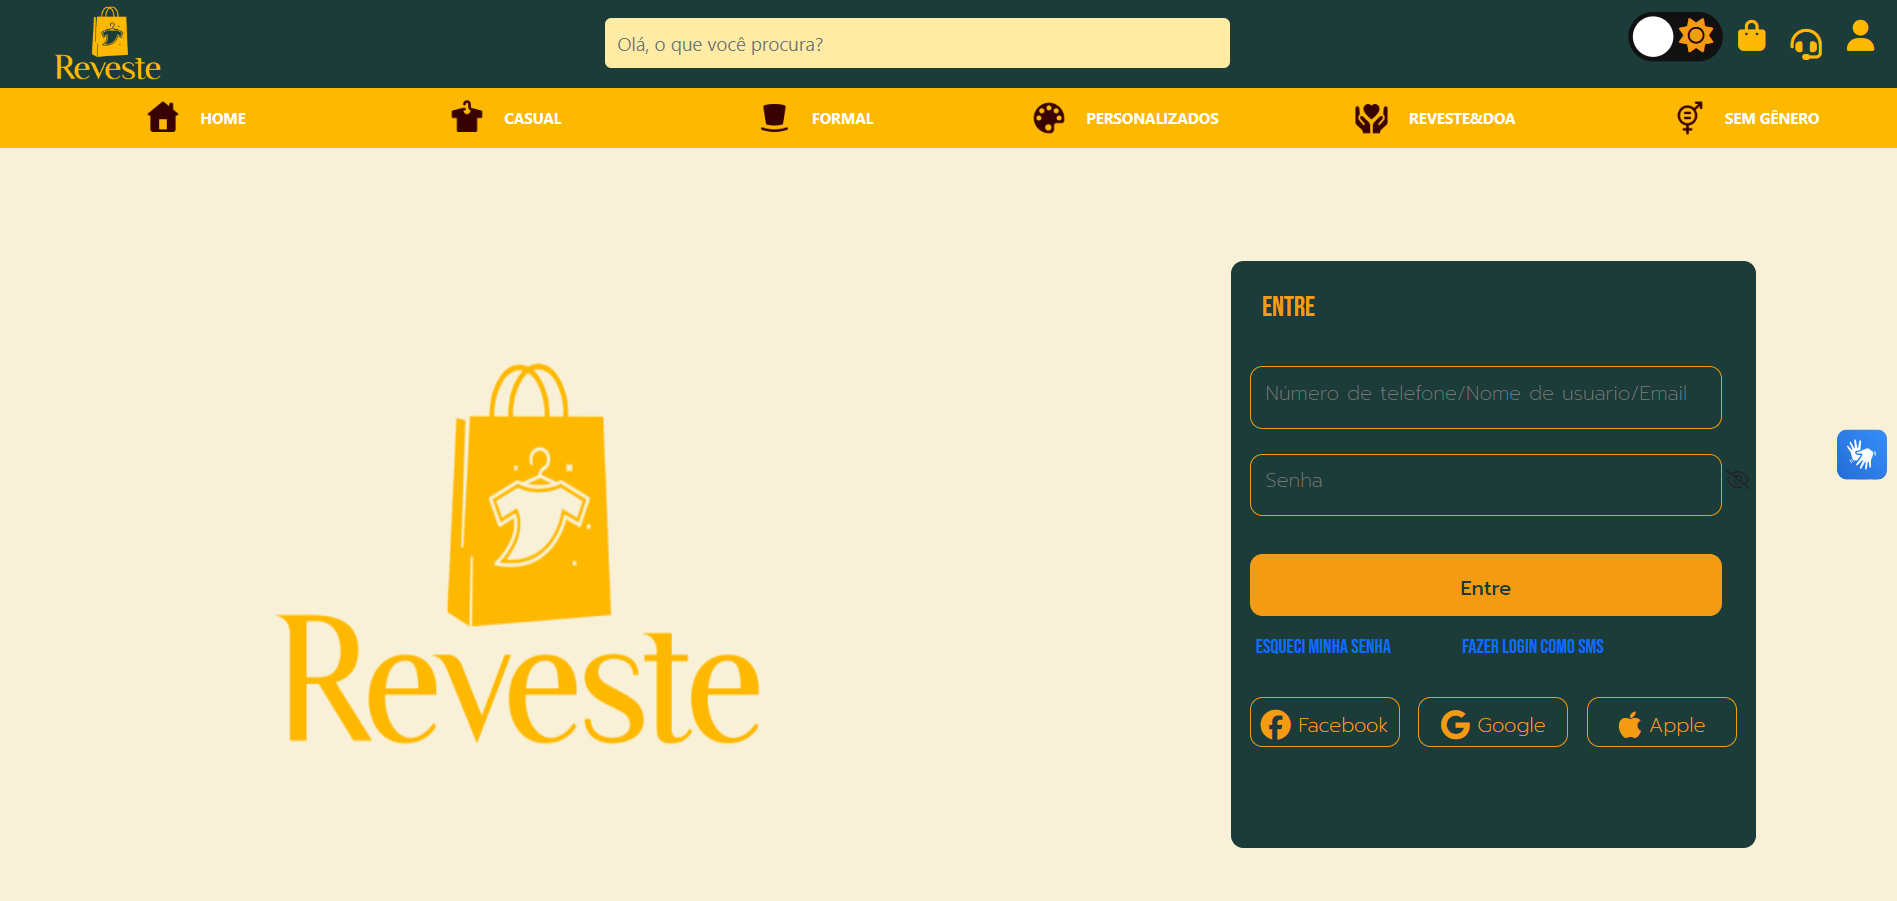 Reveste
Olá, o que você procura?
HOME
CASUAL
FORMAL
PERSONALIZADOS
REVESTE&DOA
SEM GÊNERO
Reveste
ENTRE
Número de telefone/Nome de usuario/Email
Senha
Entre
ESQUECI MINHA SENHA
FAZER LOGIN COMO SMS
Facebook
Google
Apple